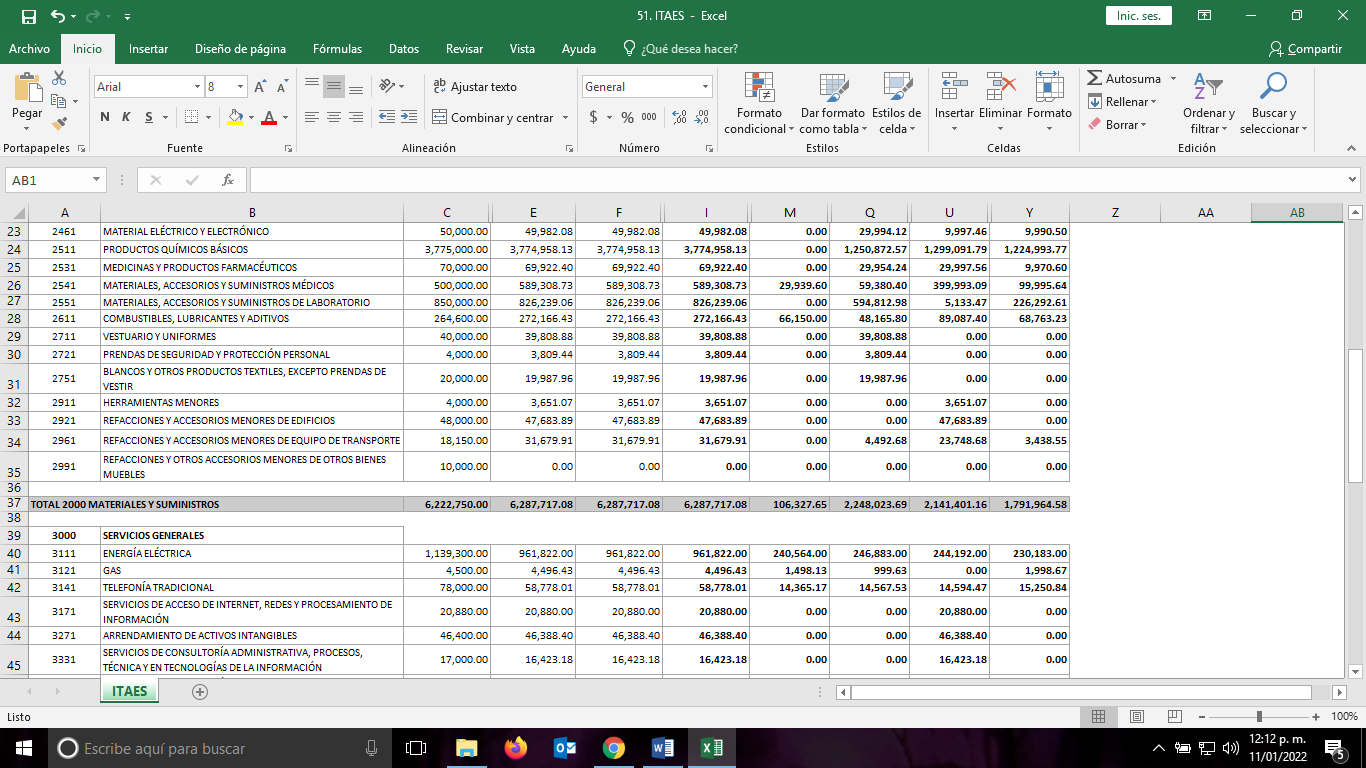 51. ITAES - Excel
Inic. ses.
Archivo Inicio Insertar Diseño de página Fórmulas Datos Revisar Vista Ayuda ¿Qué desea hacer? Compartir
Pegar
Arial 8
N K S
Ajustar texto
Combinar y centrar
General
$ % 000
Formato condicional
Dar formato como tabla
Estilos de celda
Insertar Eliminar Formato
Autosuma
Rellenar
Borrar
Ordenar y filtrar
Buscar y seleccionar
Portapapeles Fuente Alineación Número Estilos Celdas Edición
AB1 fx
A B C E F I M Q U Y Z AA AB
23 2461 MATERIAL ELÉCTRICO Y ELECTRÓNICO 50,000.00 49,982.08 49,982.08 49,982.08 0.00 29,994.12 9,997.46 9,990.50
24 2511 PRODUCTOS QUÍMICOS BÁSICOS 3,775,000.00 3,774,958.13 3,774,958.13 3,774,958.13 0.00 1,250,872.57 1,299,091.79 1,224,993.77
25 2531 MEDICINAS Y PRODUCTOS FARMACÉUTICOS 70,000.00 69,922.40 69,922.40 69,922.40 0.00 29,954.24 29,997.56 9,970.60
26 2541 MATERIALES, ACCESORIOS Y SUMINISTROS MÉDICOS 500,000.00 589,308.73 589,308.73 589,308.73 29,939.60 59,380.40 399,993.09 99,995.64
27 2551 MATERIALES, ACCESORIOS Y SUMINISTROS DE LABORATORIO 850,000.00 826,239.06 826,239.06 826,239.06 0.00 594,812.98 5,133.47 226,292.61
28 2611 COMBUSTIBLES, LUBRICANTES Y ADITIVOS 264,600.00 272,166.43 272,166.43 272,166.43 66,150.00 48,165.80 89,087.40 68,763.23
29 2711 VESTUARIO Y UNIFORMES 40,000.00 39,808.88 39,808.88 39,808.88 0.00 39,808.88 0.00 0.00
30 2721 PRENDAS DE SEGURIDAD Y PROTECCIÓN PERSONAL 4,000.00 3,809.44 3,809.44 3,809.44 0.00 3,809.44 0.00 0.00
31 2751 BLANCOS Y OTROS PRODUCTOS TEXTILES, EXCEPTO PRENDAS DE
VESTIR 20,000.00 19,987.96 19,987.96 19,987.96 0.00 19,987.96 0.00 0.00
32 2911 HERRAMIENTAS MENORES 4,000.00 3,651.07 3,651.07 3,651.07 0.00 0.00 3,651.07 0.00
33 2921 REFACCIONES Y ACCESORIOS MENORES DE EDIFICIOS 48,000.00 47,683.89 47,683.89 47,683.89 0.00 0.00 47,683.89 0.00
34 2961 REFACCIONES Y ACCESORIOS MENORES DE EQUIPO DE TRANSPORTE 18,150.00 31,679.91 31,679.91 31,679.91 0.00 4,492.68 23,748.68 3,438.55
35 2991 REFACCIONES Y OTROS ACCESORIOS MENORES DE OTROS BIENES
MUEBLES 10,000.00 0.00 0.00 0.00 0.00 0.00 0.00 0.00
36
37 TOTAL 2000 MATERIALES Y SUMINISTROS 6,222,750.00 6,287,717.08 6,287,717.08 6,287,717.08 106,327.65 2,248,023.69 2,141,401.16 1,791,964.58
38
39 3000 SERVICIOS GENERALES
40 3111 ENERGÍA ELÉCTRICA 1,139,300.00 961,822.00 961,822.00 961,822.00 240,564.00 246,883.00 244,192.00 230,183.00
41 3121 GAS 4,500.00 4,496.43 4,496.43 4,496.43 1,498.13 999.63 0.00 1,998.67
42 3141 TELEFONÍA TRADICIONAL 78,000.00 58,778.01 58,778.01 58,778.01 14,365.17 14,567.53 14,594.47 15,250.84
43 3171 SERVICIOS DE ACCESO DE INTERNET, REDES Y PROCESAMIENTO DE
INFORMACIÓN 20,880.00 20,880.00 20,880.00 20,880.00 0.00 0.00 20,880.00 0.00
44 3271 ARRENDAMIENTO DE ACTIVOS INTANGIBLES 46,400.00 46,388.40 46,388.40 46,388.40 0.00 0.00 46,388.40 0.00
45 3331 SERVICIOS DE CONSULTORÍA ADMINISTRATIVA, PROCESOS,
TÉCNICA Y EN TECNOLOGÍAS DE LA INFORMACIÓN 17,000.00 16,423.18 16,423.18 16,423.18 0.00 0.00 16,423.18 0.00
ITAES
Listo 100%
Escribe aquí para buscar
12:12 p. m.
11/01/2022
5